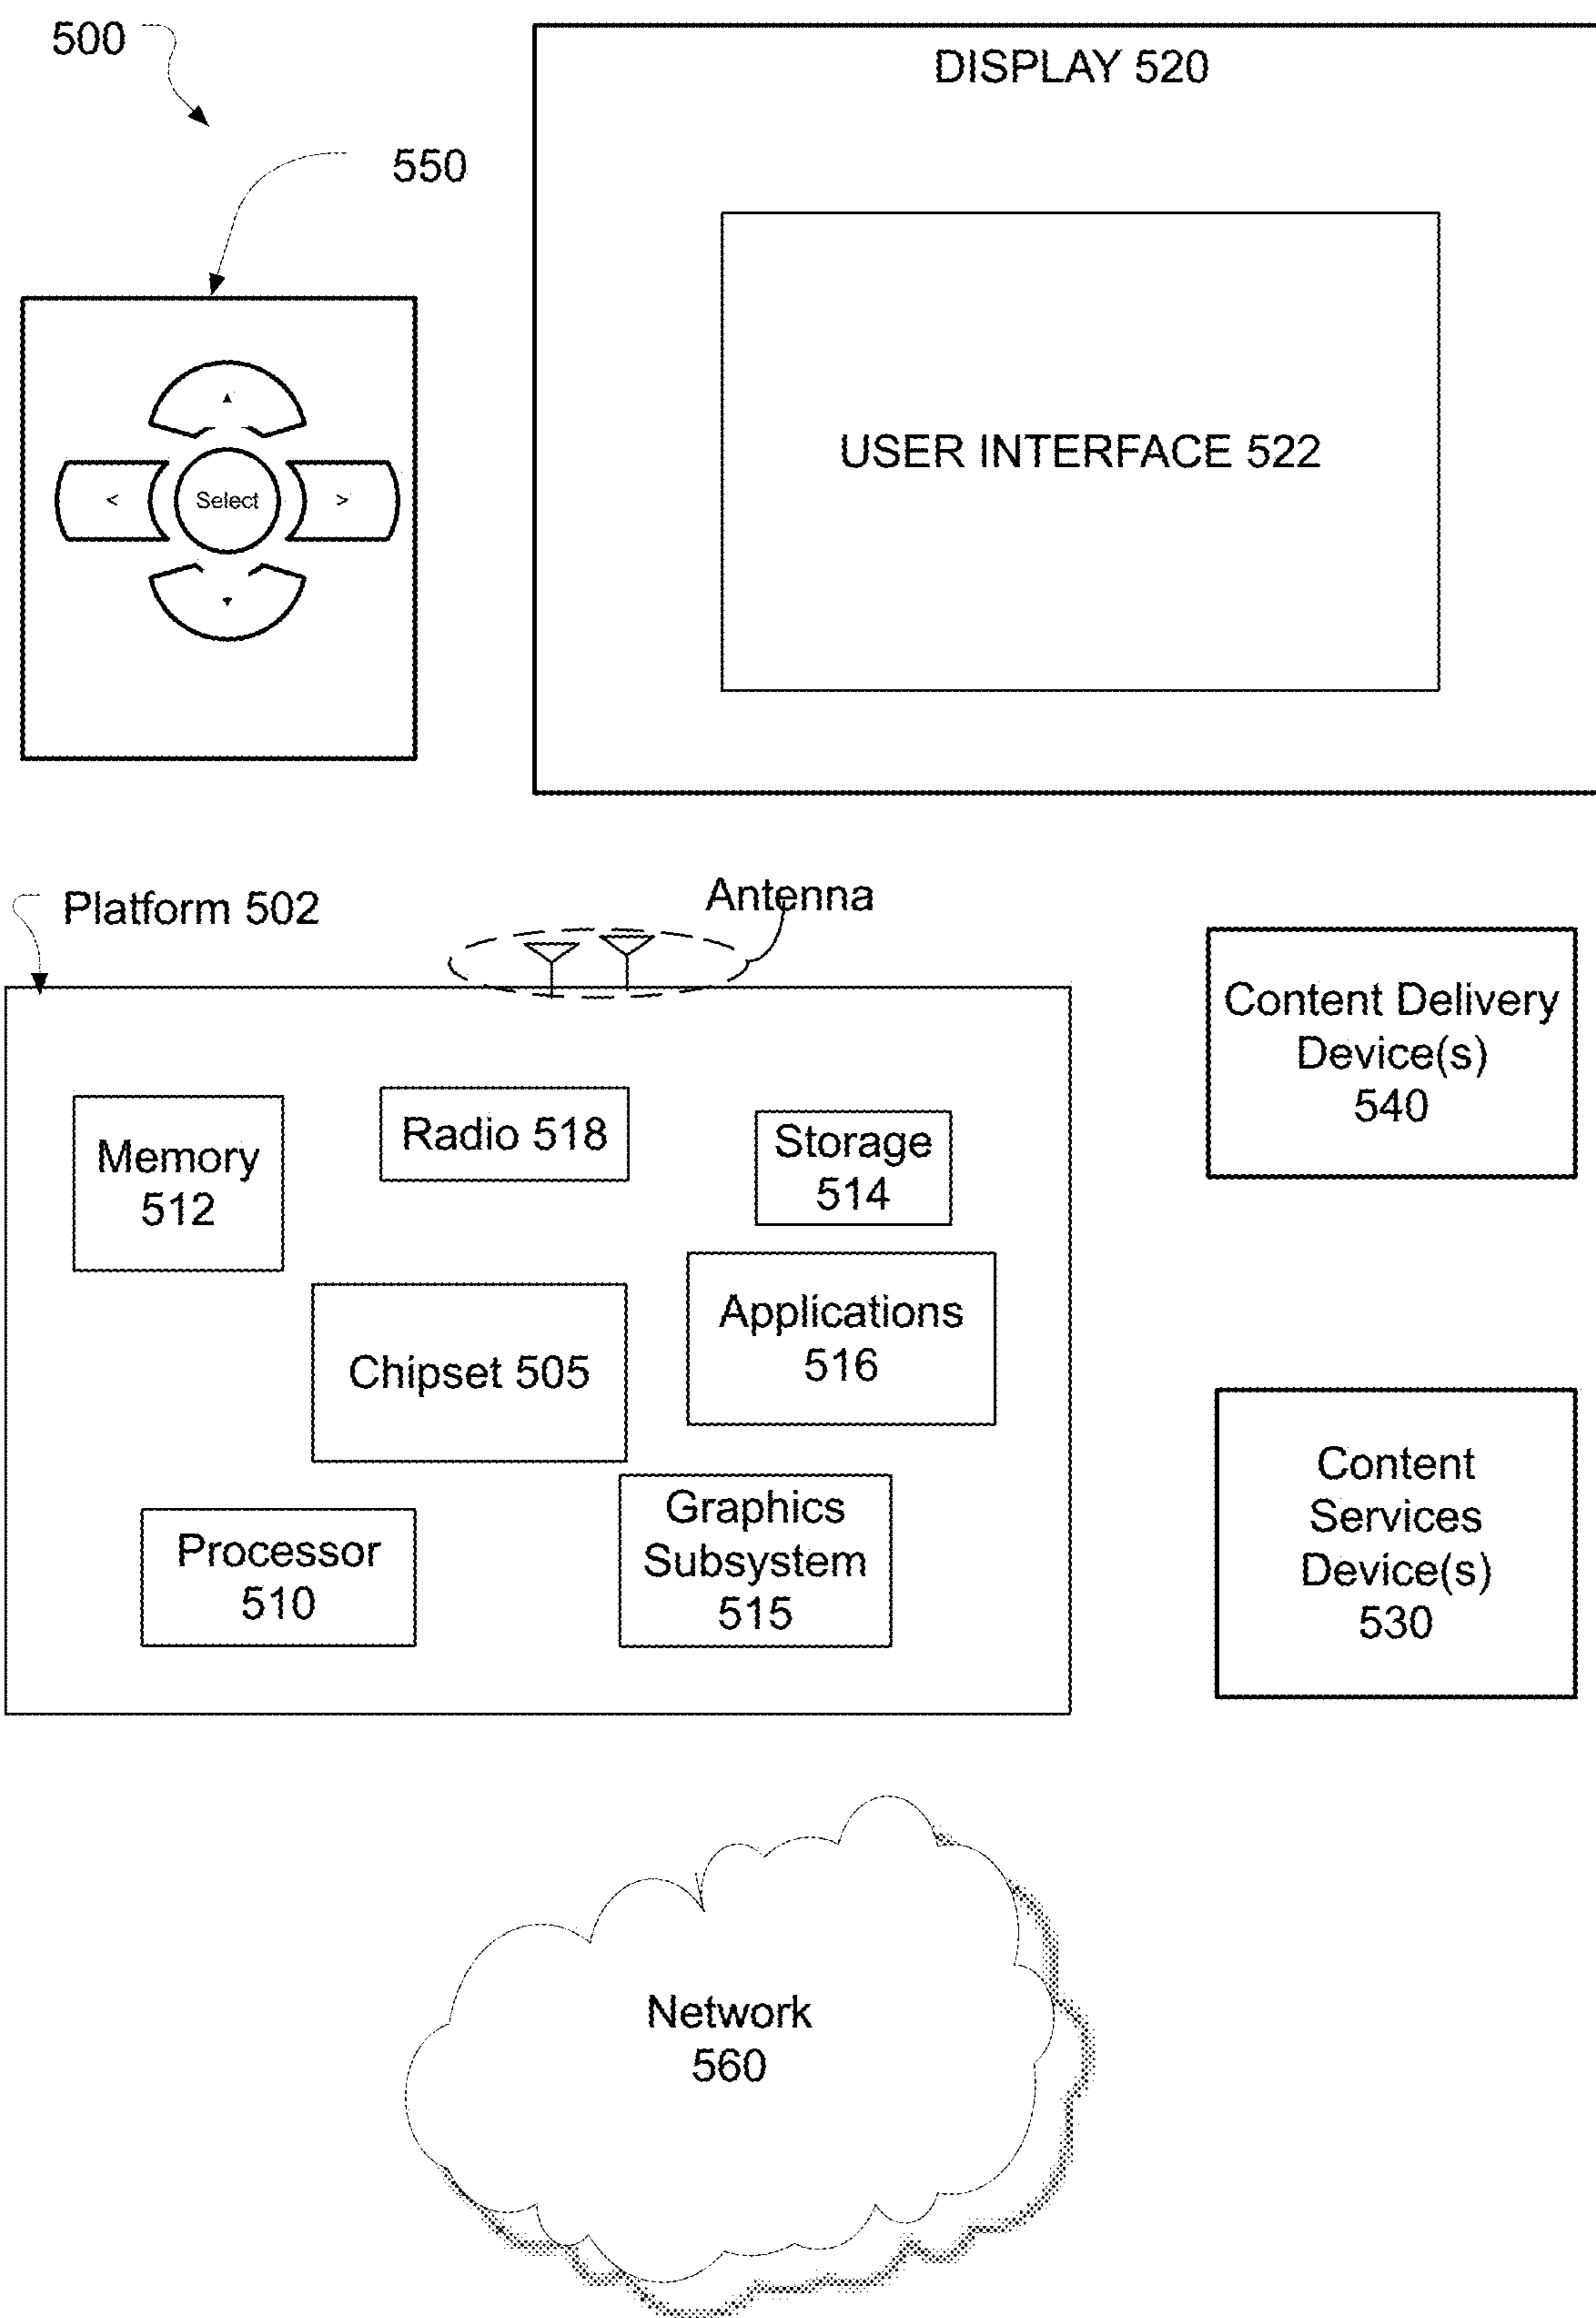 500
DISPLAY 520
550
USER INTERFACE 522
<
Select
>
Platform 502
Antenna
Content Delivery
Device(s)
540
Memory
512
Radio 518
Storage
514
Applications
516
Chipset 505
Content
Services
Device(s)
530
Processor
510
Graphics
Subsystem
515
Network
560